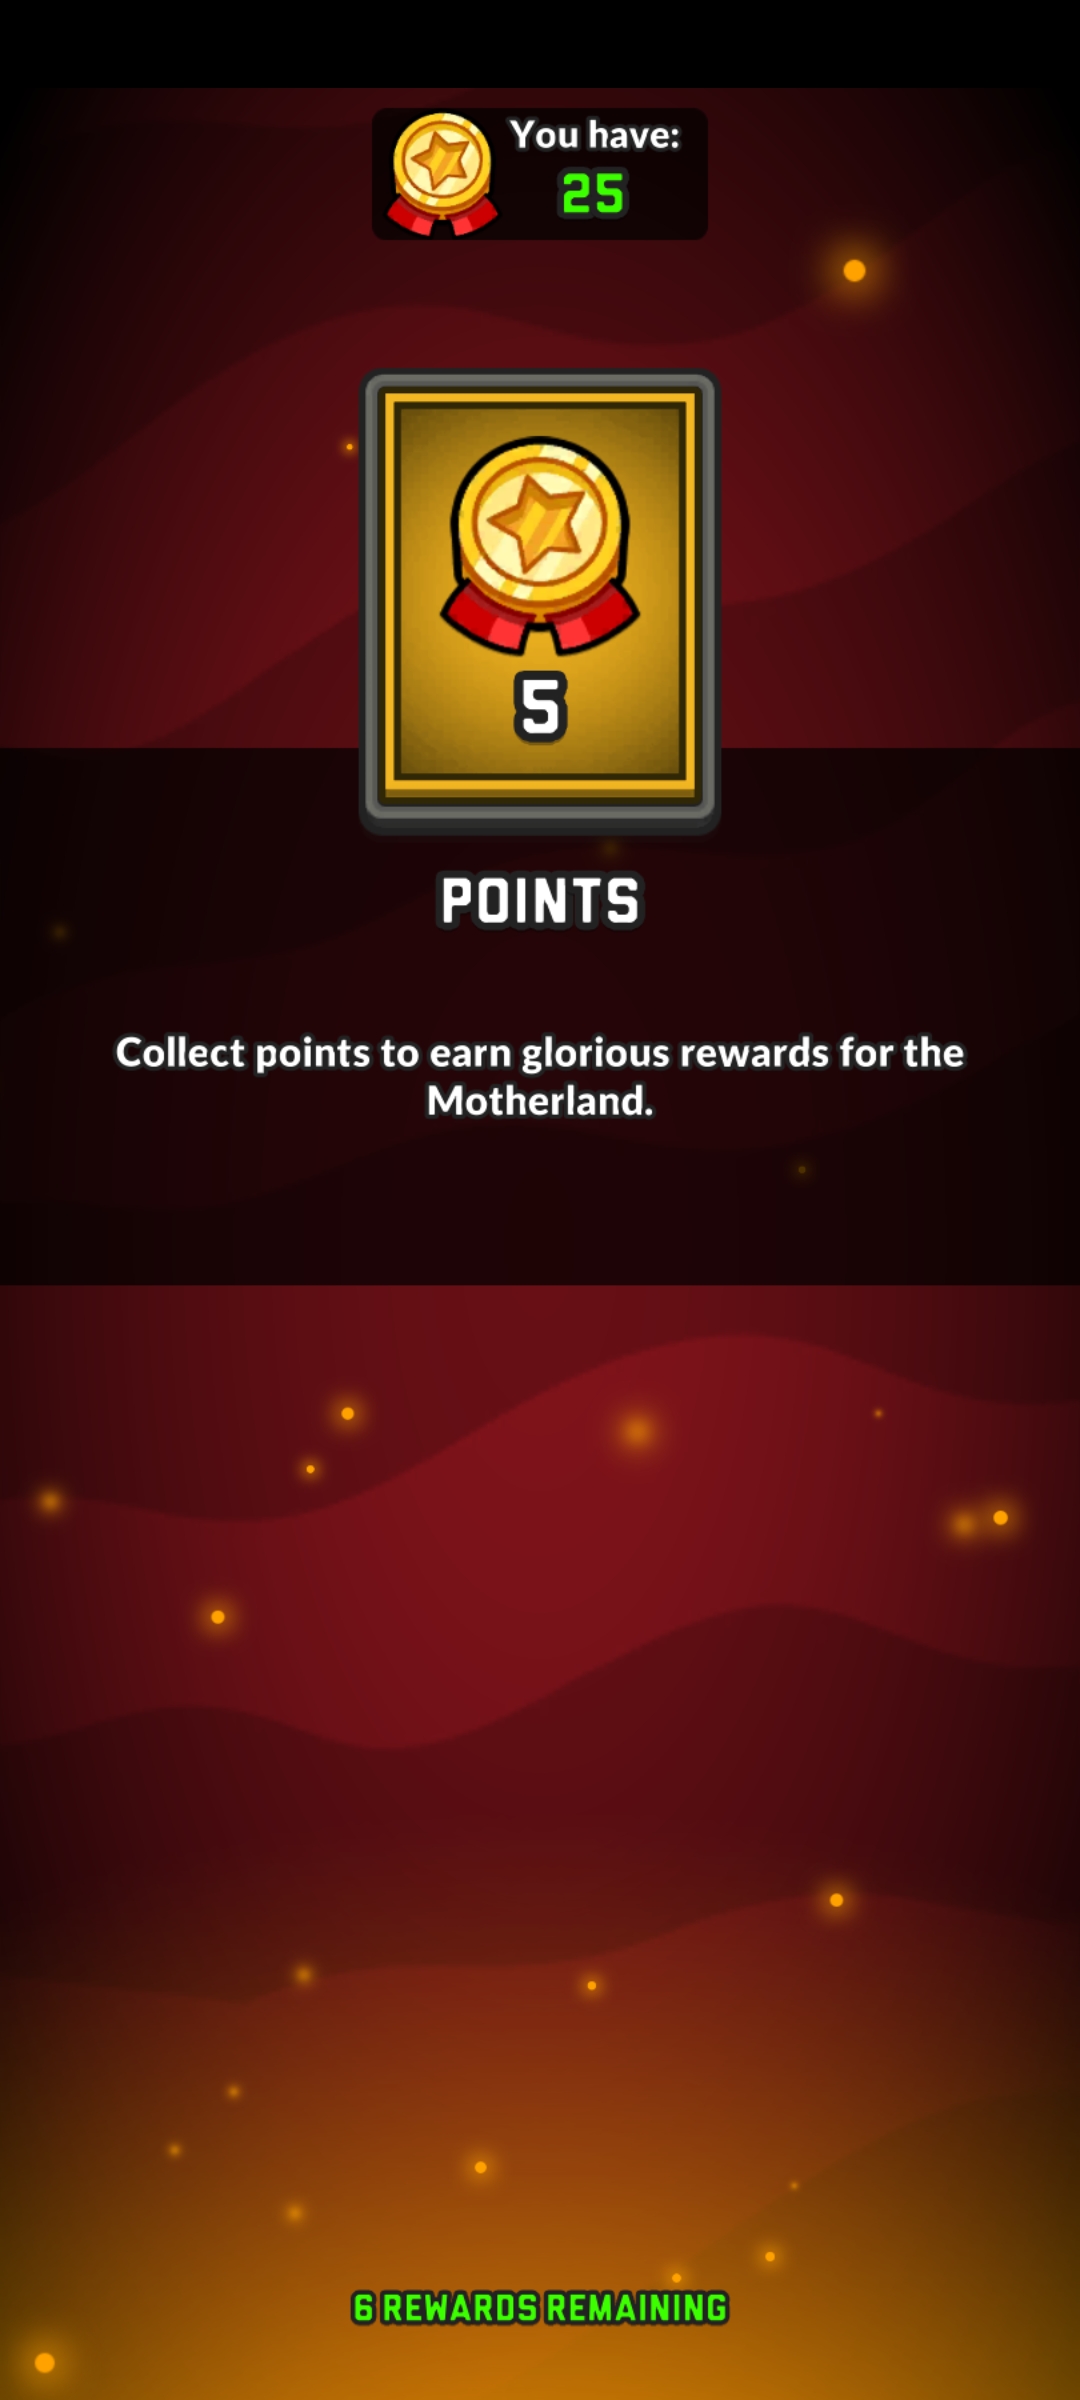 You have:
25
5
POINTS
Collect points to earn glorious rewards for the
Motherland.
6 REWARDS REMAINING